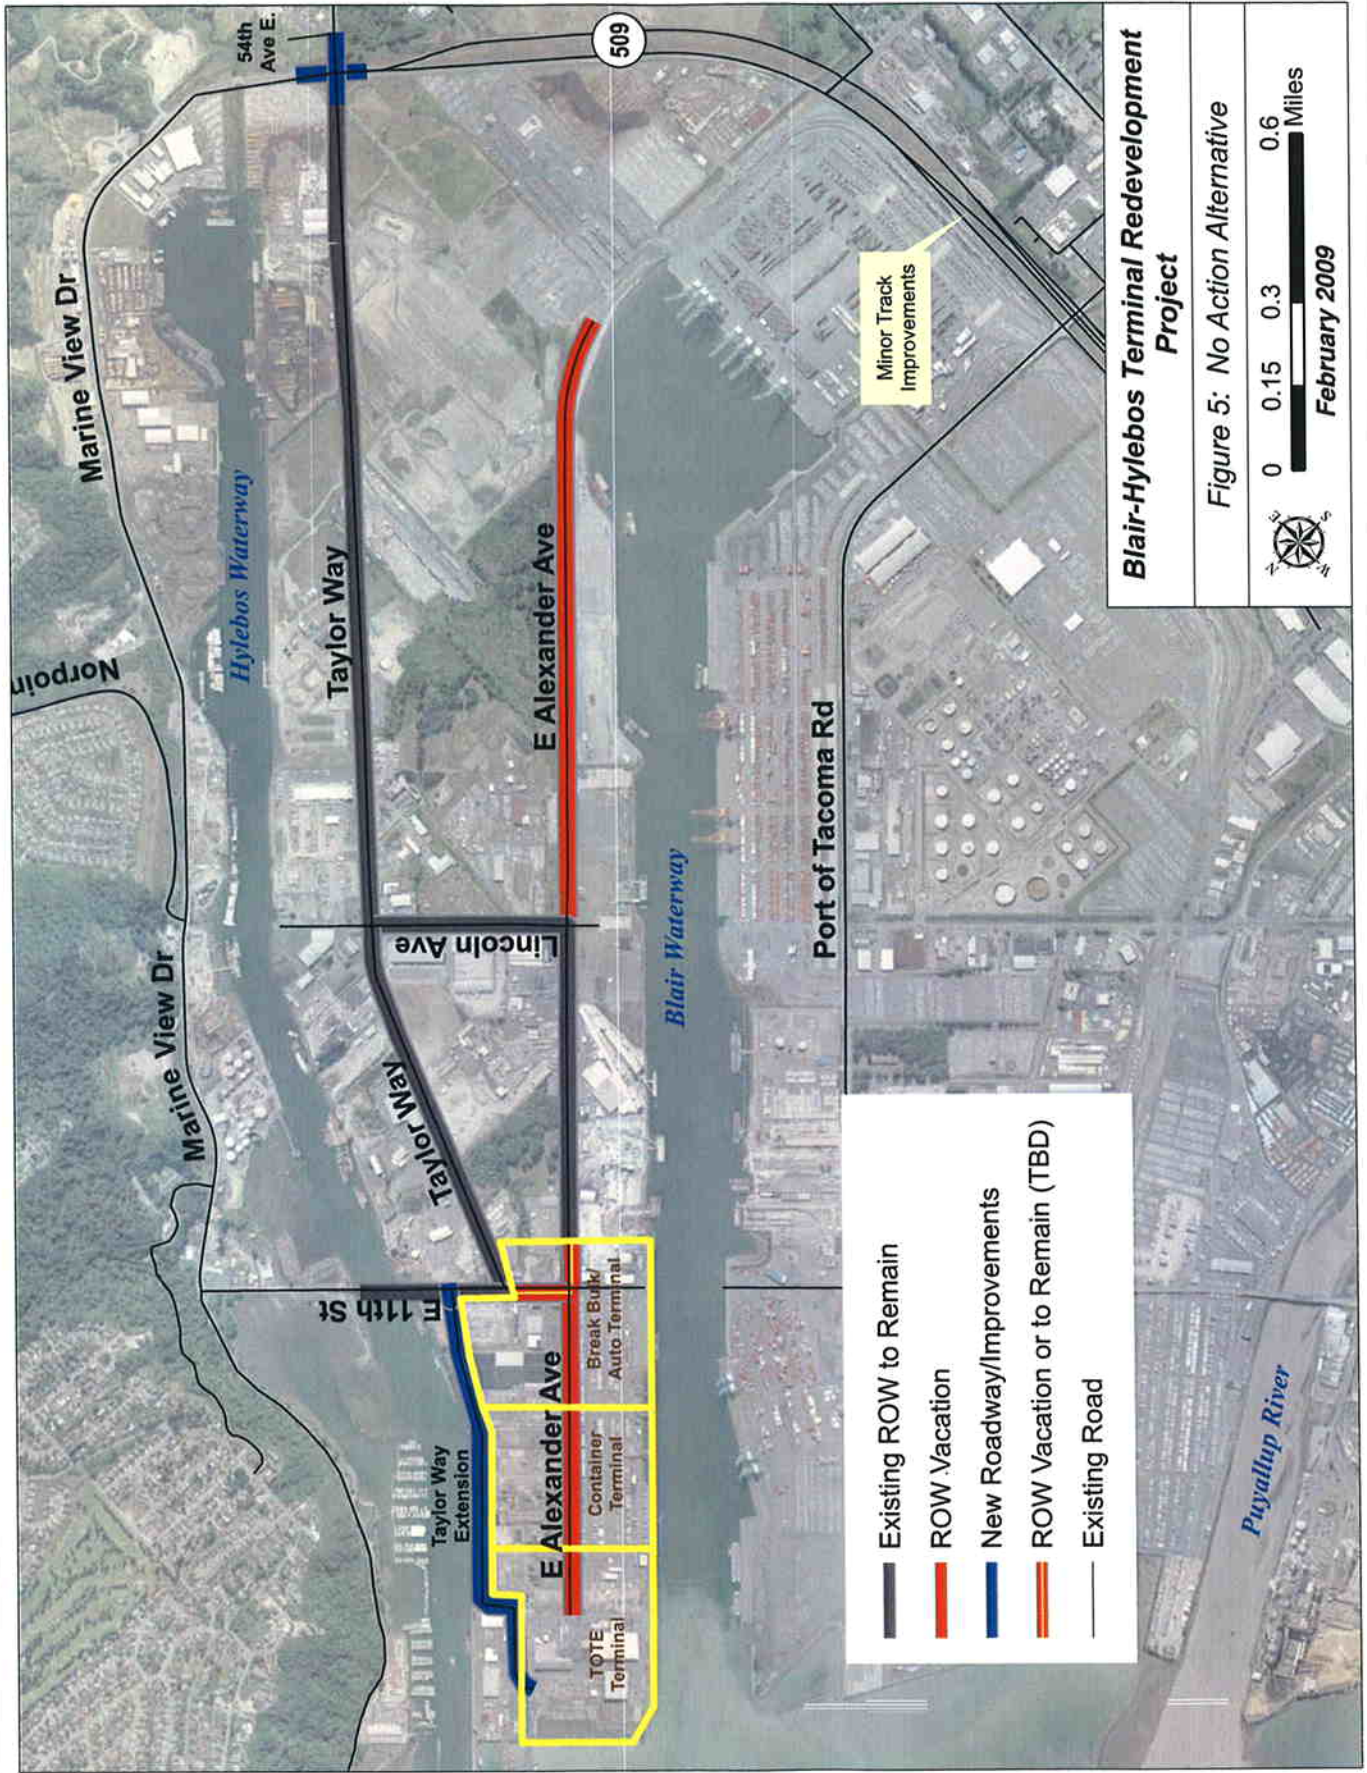 54th
Ave E.
509
Marine View Dr
Norpoin
Hylebos Waterway
Taylor Way
E Alexander Ave
Minor Track
Improvements
Marine View Dr
Lincoln Ave
Taylor Way
Blair Waterway
Port of Tacoma Rd
E 11th St
Taylor Way
Extension
E Alexander Ave
Break Bulk/
Auto Terminal
Container
Terminal
TOTE
Terminal
Puyallup River
Existing ROW to Remain
ROW Vacation
New Roadway/Improvements
ROW Vacation or to Remain (TBD)
Existing Road
Blair-Hylebos Terminal Redevelopment
Project
Figure 5: No Action Alternative
N
E
S
W
0 0.15 0.3 0.6
Miles
February 2009